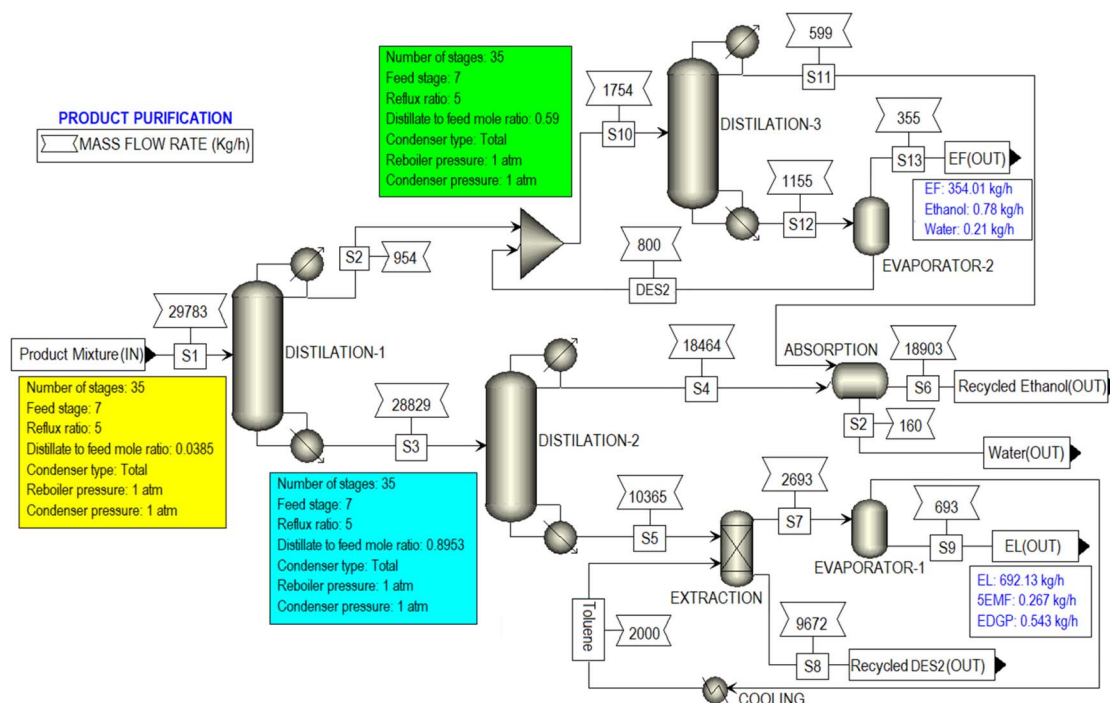 PRODUCT PURIFICATION
MASS FLOW RATE (Kg/h)
Number of stages: 35
Feed stage: 7
Reflux ratio: 5
Distillate to feed mole ratio: 0.59
Condenser type: Total
Reboiler pressure: 1 atm
Condenser pressure: 1 atm
1754
S10
DISTILATION-3
599
S11
355
S13
EF(OUT)
EF: 354.01 kg/h
Ethanol: 0.78 kg/h
Water: 0.21 kg/h
1155
S12
EVAPORATOR-2
800
DES2
S2
954
29783
Product Mixture(IN)
S1
DISTILATION-1
Number of stages: 35
Feed stage: 7
Reflux ratio: 5
Distillate to feed mole ratio: 0.0385
Condenser type: Total
Reboiler pressure: 1 atm
Condenser pressure: 1 atm
28829
S3
DISTILATION-2
18464
S4
ABSORPTION
18903
S6
Recycled Ethanol(OUT)
S2
160
Water(OUT)
Number of stages: 35
Feed stage: 7
Reflux ratio: 5
Distillate to feed mole ratio: 0.8953
Condenser type: Total
Reboiler pressure: 1 atm
Condenser pressure: 1 atm
10365
S5
EXTRACTION
2693
S7
EVAPORATOR-1
693
S9
EL(OUT)
EL: 692.13 kg/h
5EMF: 0.267 kg/h
EDGP: 0.543 kg/h
Toluene
2000
9672
S8
Recycled DES2(OUT)
COOLING